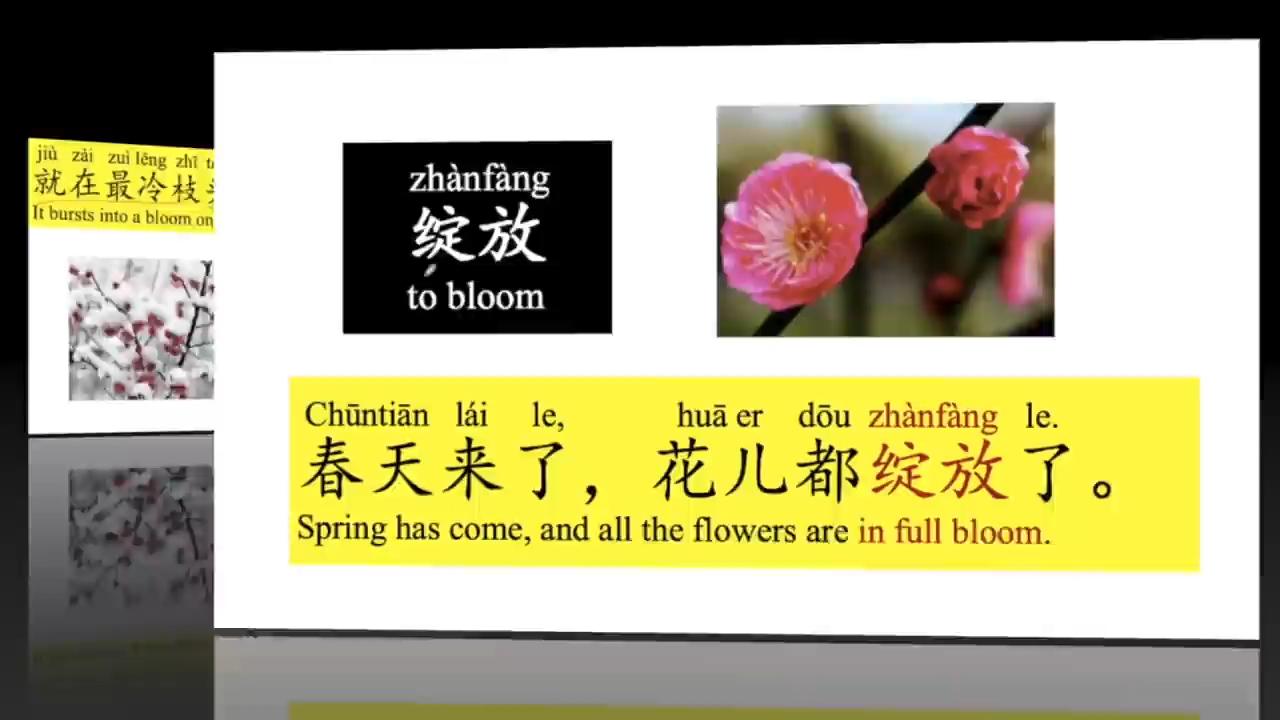 jiù zài zuì lěng zhī
就在最冷枝
It bursts into a bloom on
zhànfàng
绽放
to bloom
Chūntiān lái le, huā er dōu zhànfàng le.
春天来了，花儿都绽放了。
Spring has come, and all the flowers are in full bloom.